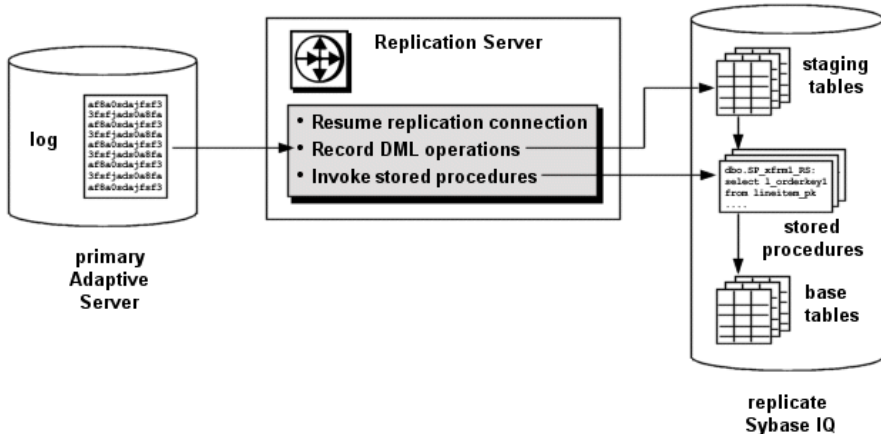 log
af8a0sdajfsf3
3fsfjads0a8fa
af8a0sdajfsf3
3fsfjads0a8fa
af8a0sdajfsf3
3fsfjads0a8fa
af8a0sdajfsf3
3fsfjads0a8fa
af8a0sdajfsf3
primary
Adaptive
Server
Replication Server
• Resume replication connection
• Record DML operations
• Invoke stored procedures
staging
tables
dbo.SP_xfrm1_RS:
select l_orderkey1
from lineitem_pk
....
stored
procedures
base
tables
replicate
Sybase IQ